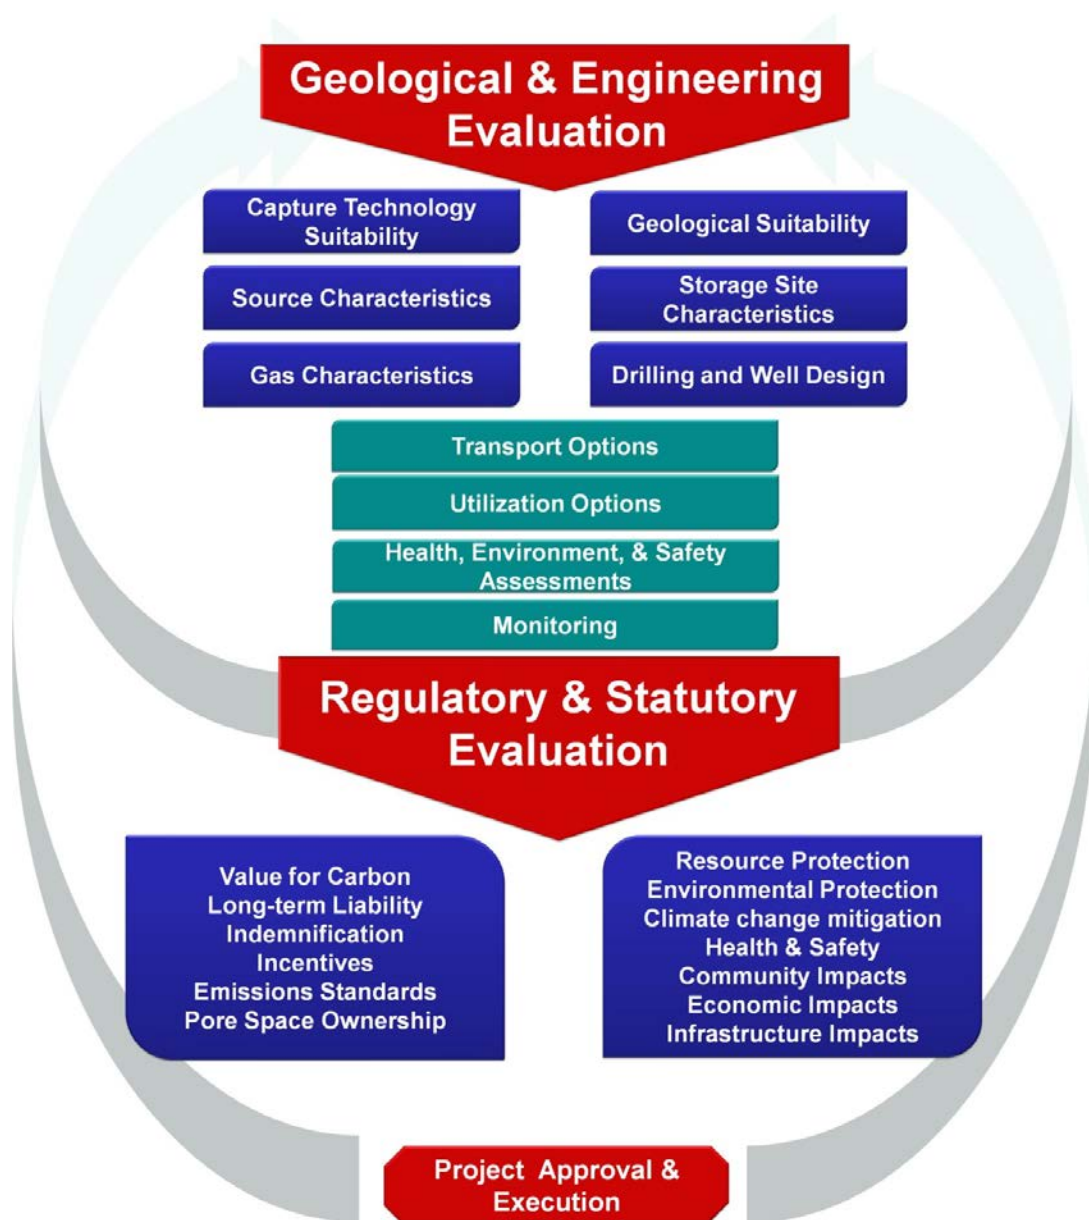 Geological & Engineering
Evaluation
Capture Technology
Suitability
Geological Suitability
Source Characteristics
Storage Site
Characteristics
Gas Characteristics
Drilling and Well Design
Transport Options
Utilization Options
Health, Environment, & Safety
Assessments
Monitoring
Regulatory & Statutory
Evaluation
Value for Carbon
Long-term Liability
Indemnification
Incentives
Emissions Standards
Pore Space Ownership
Resource Protection
Environmental Protection
Climate change mitigation
Health & Safety
Community Impacts
Economic Impacts
Infrastructure Impacts
Project Approval &
Execution